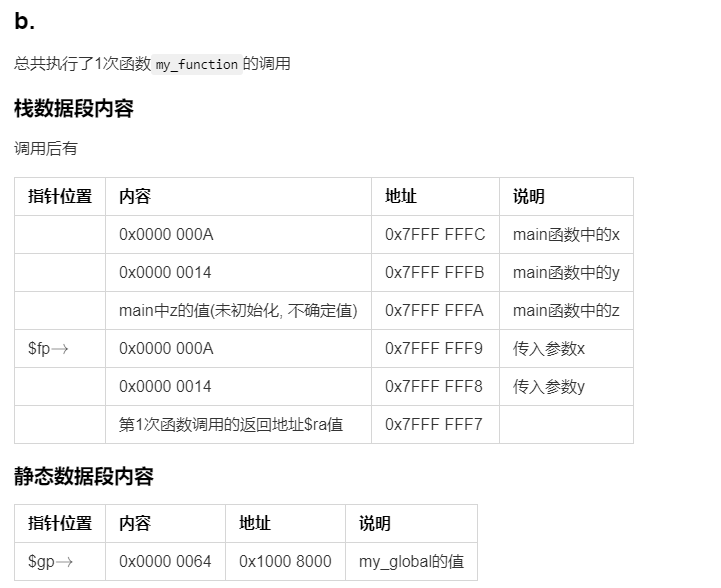 b.
总共执行了1次函数 my_function 的调用
栈数据段内容
调用后有
指针位置 内容 地址 说明
0x0000 000A 0x7FFF FFFC main函数中的x
0x0000 0014 0x7FFF FFFB main函数中的y
main中z的值(未初始化, 不确定值) 0x7FFF FFFA main函数中的z
$fp→ 0x0000 000A 0x7FFF FFF9 传入参数x
0x0000 0014 0x7FFF FFF8 传入参数y
第1次函数调用的返回地址$ra值 0x7FFF FFF7
静态数据段内容
指针位置 内容 地址 说明
$gp→ 0x0000 0064 0x1000 8000 my_global的值